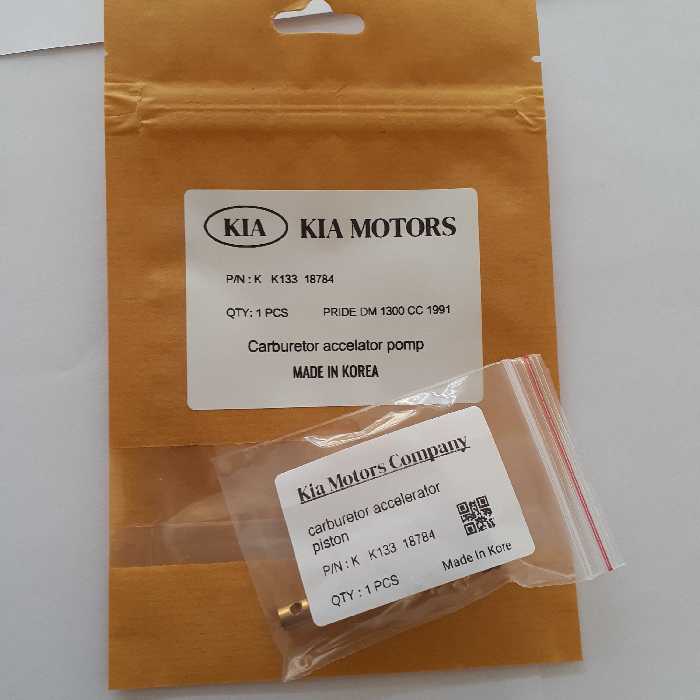 KIA KIA MOTORS
P/N : K K133 18784
QTY: 1 PCS PRIDE DM 1300 CC 1991
Carburetor accelator pomp
MADE IN KOREA
Kia Motors Company
carburetor accelerator
piston
P/N : K K133 18784
QTY : 1 PCS Made In Kore